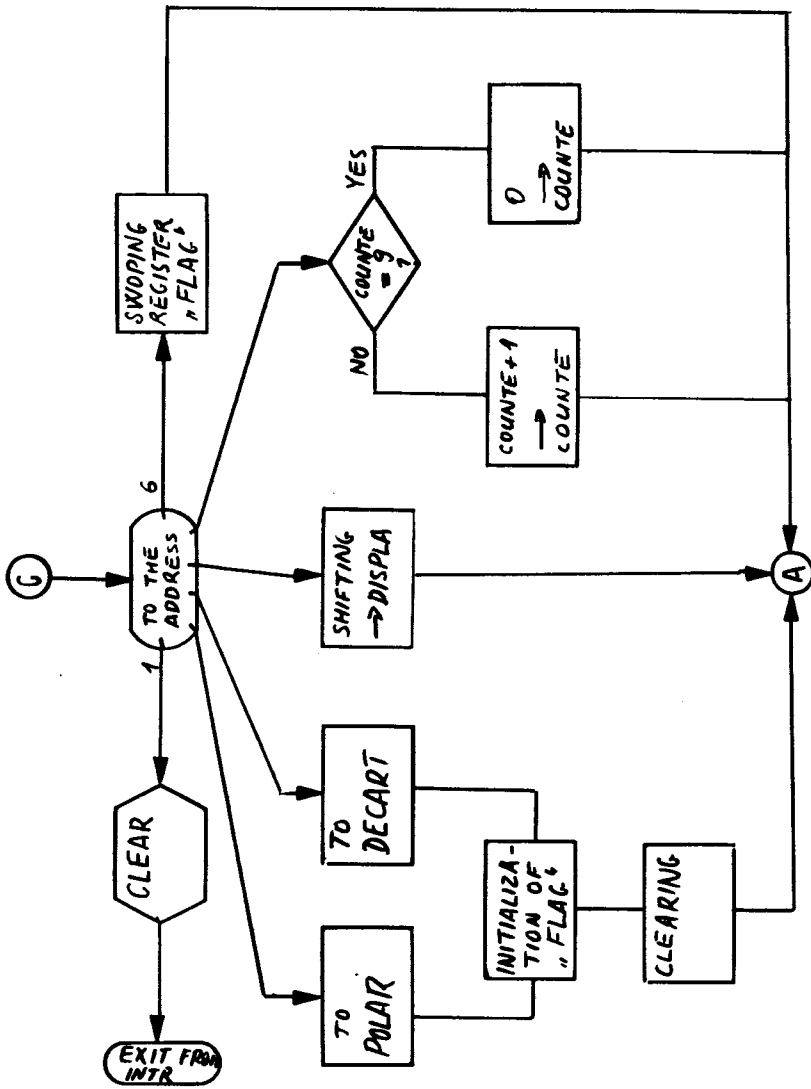 C
TO THE
ADDRESS
1
6
CLEAR
EXIT FROM
INTR
SWOPING
REGISTER
„FLAG“
TO
POLAR
TO
DECART
SHIFTING
→DISPLA
COUNTE
= 9
1
NO
YES
COUNTE+1
→
COUNTE
0
→
COUNTE
INITIALIZA-
TION OF
„FLAG“
CLEARING
A